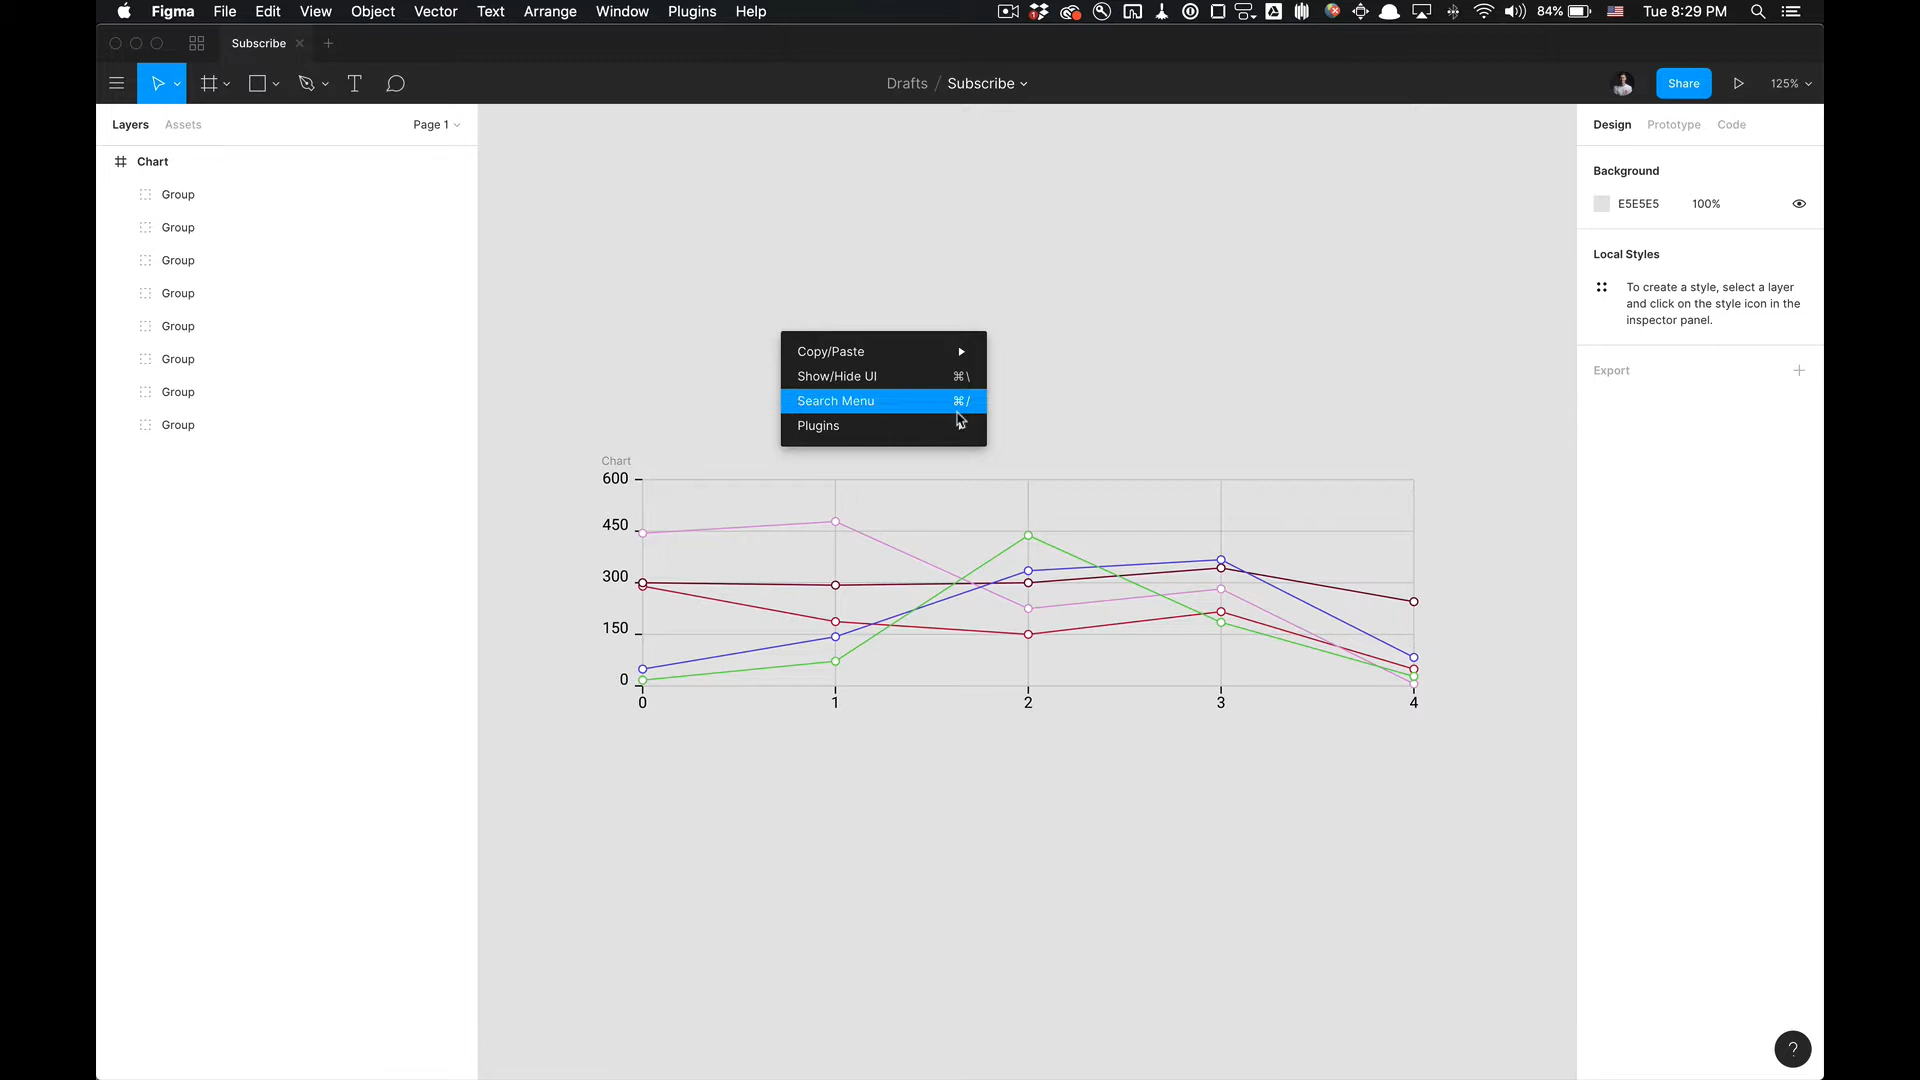 Figma File Edit View Object Vector Text Arrange Window Plugins Help 84% Tue 8:29 PM
Subscribe
Drafts / Subscribe Share 125%
Layers Assets Page 1
Design Prototype Code
Chart
Group
Group
Group
Group
Group
Group
Group
Group
Background
E5E5E5 100%
Local Styles
To create a style, select a layer
and click on the style icon in the
inspector panel.
Export
Copy/Paste
Show/Hide UI ⌘\
Search Menu ⌘/
Plugins
Chart
600
450
300
150
0
0 1 2 3 4
?